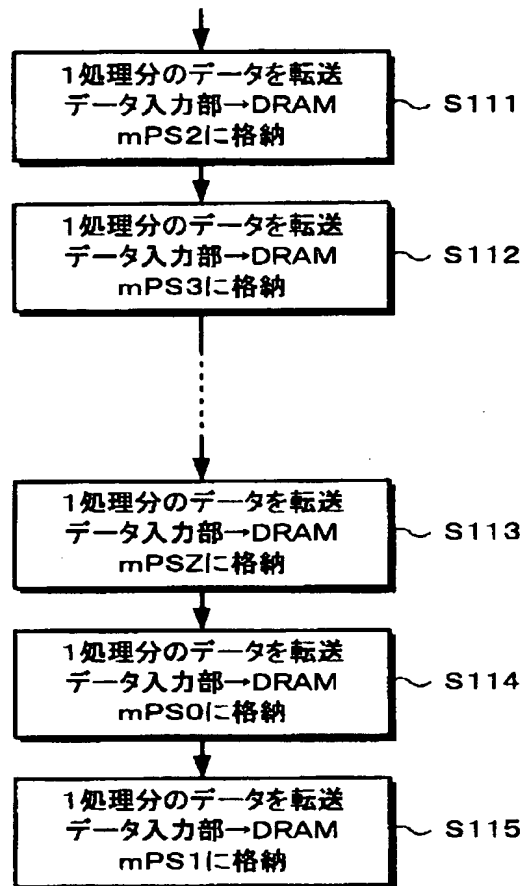 1処理分のデータを転送
データ入力部→DRAM
mPS2に格納
S111
1処理分のデータを転送
データ入力部→DRAM
mPS3に格納
S112
1処理分のデータを転送
データ入力部→DRAM
mPSZに格納
S113
1処理分のデータを転送
データ入力部→DRAM
mPS0に格納
S114
1処理分のデータを転送
データ入力部→DRAM
mPS1に格納
S115